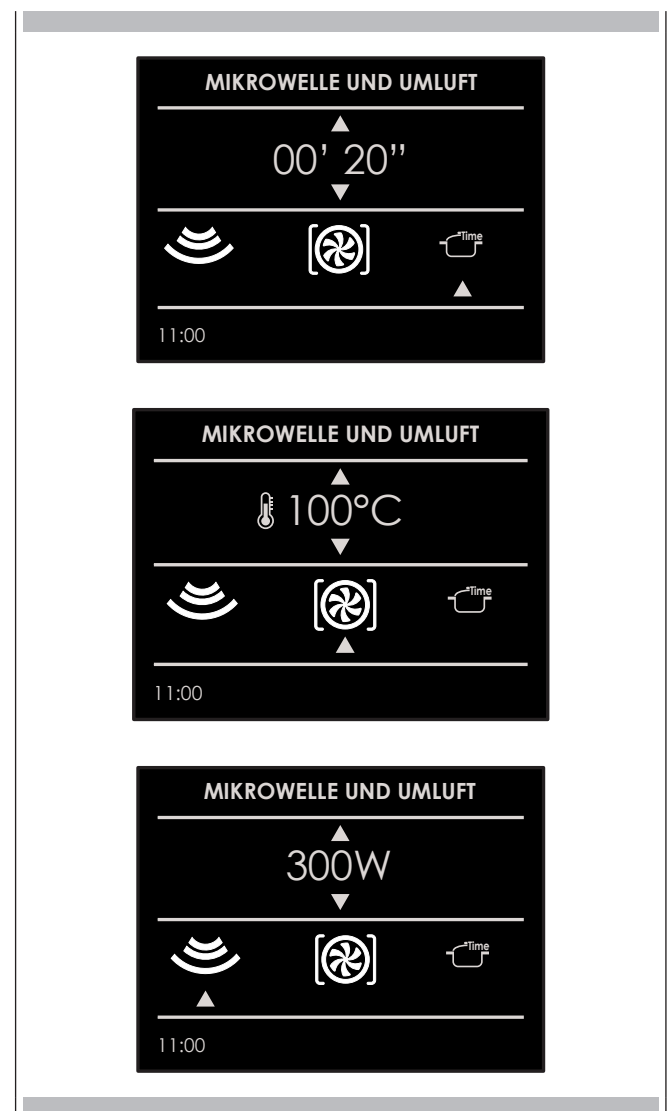 MIKROWELLE UND UMLUFT
00’ 20’’
Time
11:00
MIKROWELLE UND UMLUFT
100°C
Time
11:00
MIKROWELLE UND UMLUFT
300W
Time
11:00